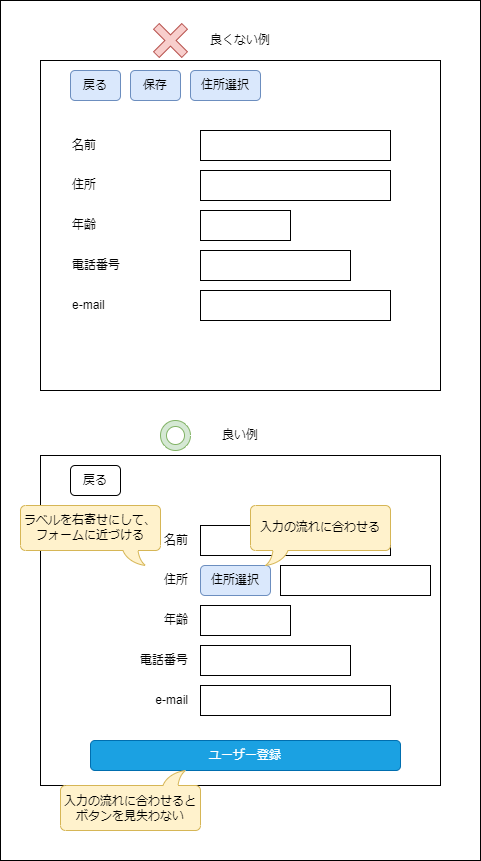 良くない例
戻る 保存 住所選択
名前
住所
年齢
電話番号
e-mail
良い例
戻る
ラベルを右寄せにして、
フォームに近づける
入力の流れに合わせる
名前
住所 住所選択
年齢
電話番号
e-mail
ユーザー登録
入力の流れに合わせると
ボタンを見失わない